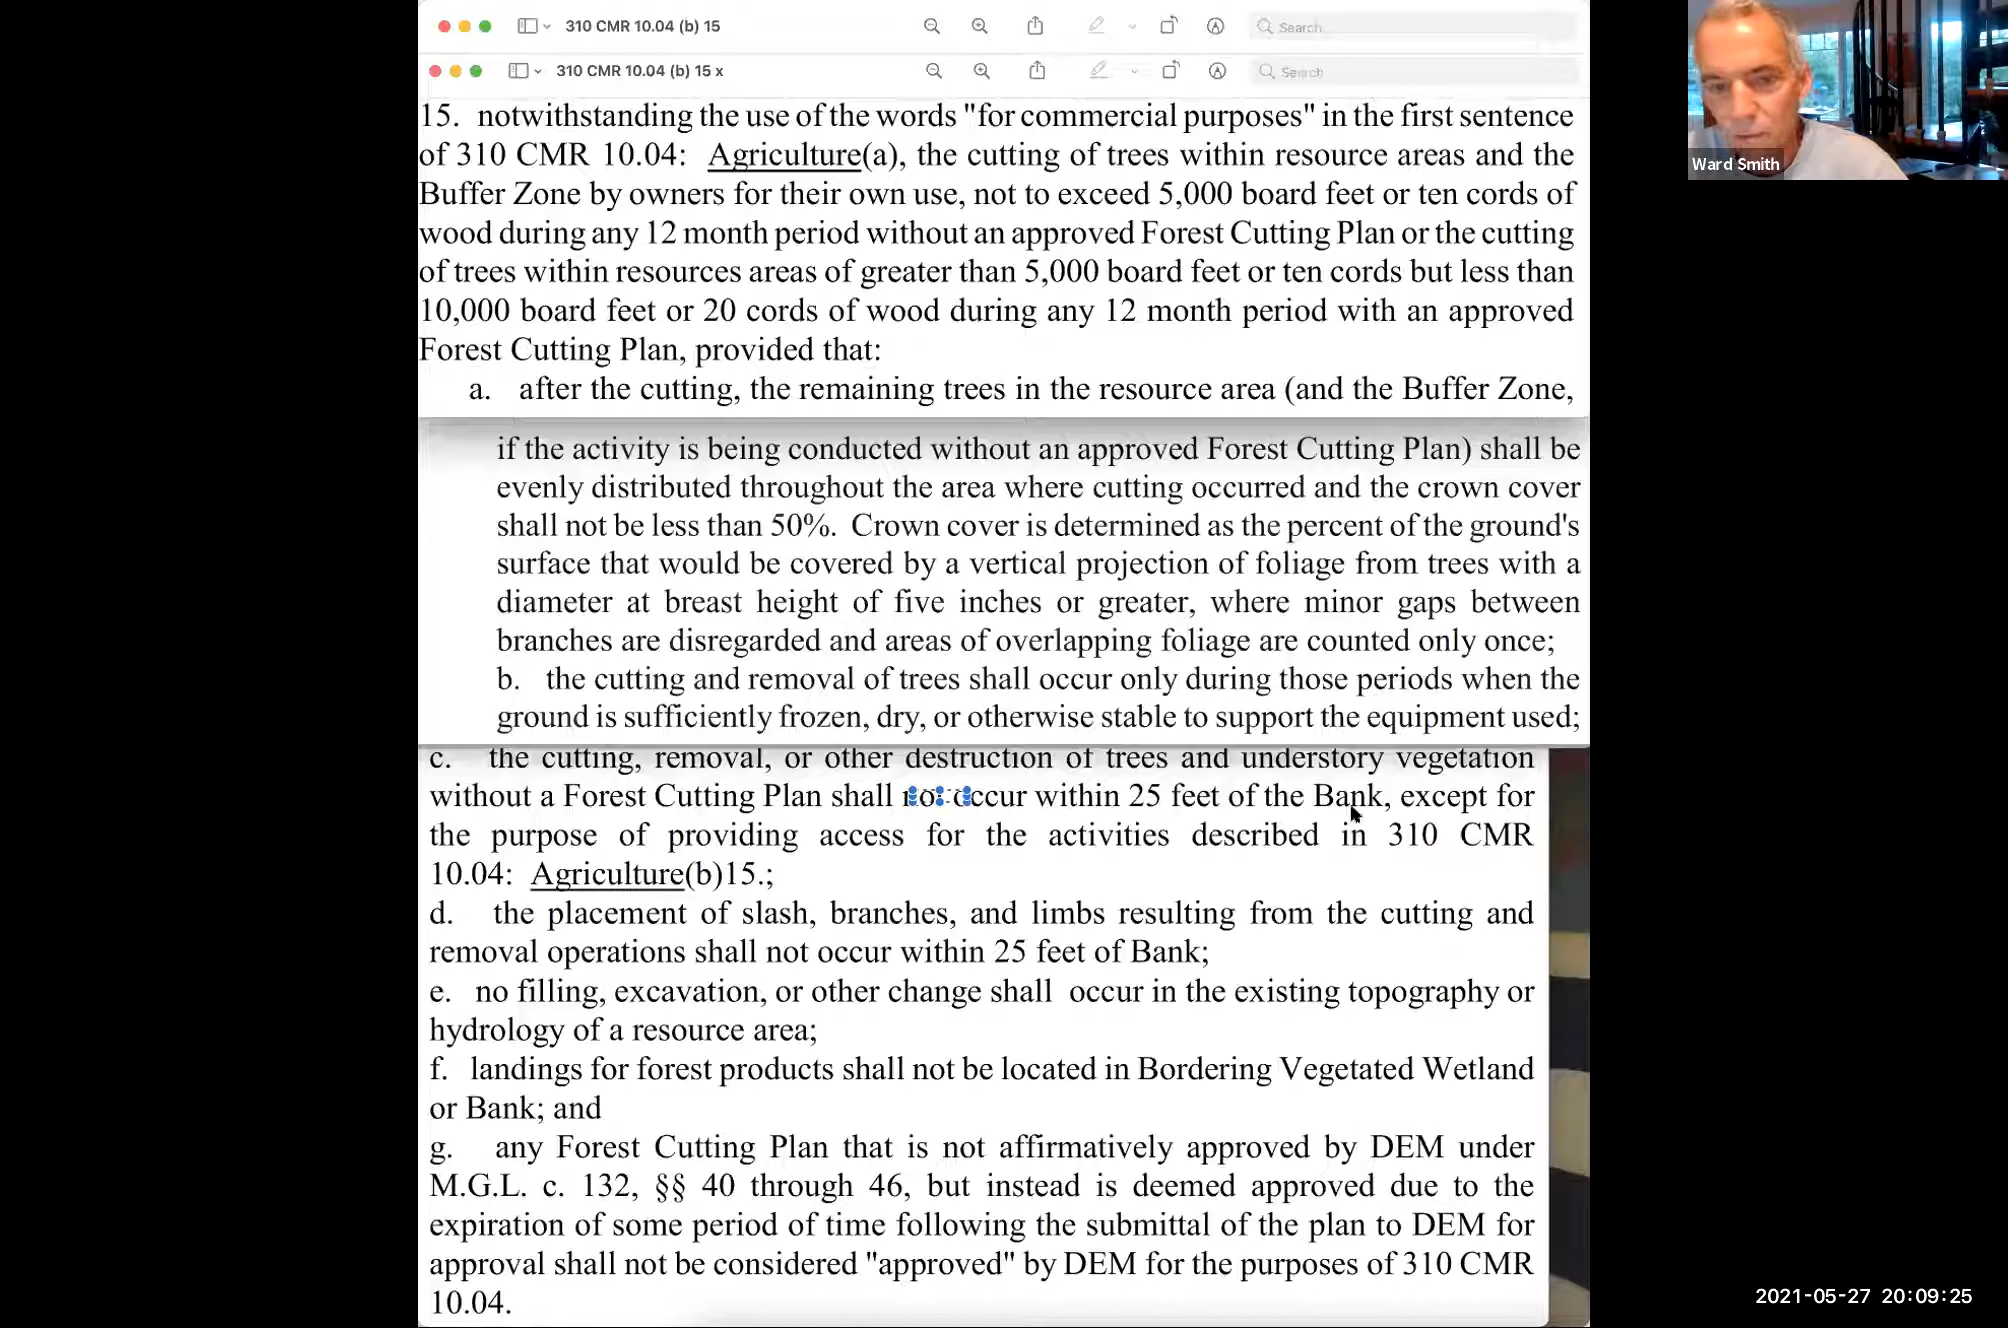 310 CMR 10.04 (b) 15
Search
310 CMR 10.04 (b) 15 x
Search
Ward Smith
15. notwithstanding the use of the words "for commercial purposes" in the first sentence
of 310 CMR 10.04: Agriculture(a), the cutting of trees within resource areas and the
Buffer Zone by owners for their own use, not to exceed 5,000 board feet or ten cords of
wood during any 12 month period without an approved Forest Cutting Plan or the cutting
of trees within resources areas of greater than 5,000 board feet or ten cords but less than
10,000 board feet or 20 cords of wood during any 12 month period with an approved
Forest Cutting Plan, provided that:
a. after the cutting, the remaining trees in the resource area (and the Buffer Zone,
if the activity is being conducted without an approved Forest Cutting Plan) shall be
evenly distributed throughout the area where cutting occurred and the crown cover
shall not be less than 50%. Crown cover is determined as the percent of the ground's
surface that would be covered by a vertical projection of foliage from trees with a
diameter at breast height of five inches or greater, where minor gaps between
branches are disregarded and areas of overlapping foliage are counted only once;
b. the cutting and removal of trees shall occur only during those periods when the
ground is sufficiently frozen, dry, or otherwise stable to support the equipment used;
c. the cutting, removal, or other destruction of trees and understory vegetation
without a Forest Cutting Plan shall not occur within 25 feet of the Bank, except for
the purpose of providing access for the activities described in 310 CMR
10.04: Agriculture(b)15.;
d. the placement of slash, branches, and limbs resulting from the cutting and
removal operations shall not occur within 25 feet of Bank;
e. no filling, excavation, or other change shall occur in the existing topography or
hydrology of a resource area;
f. landings for forest products shall not be located in Bordering Vegetated Wetland
or Bank; and
g. any Forest Cutting Plan that is not affirmatively approved by DEM under
M.G.L. c. 132, §§ 40 through 46, but instead is deemed approved due to the
expiration of some period of time following the submittal of the plan to DEM for
approval shall not be considered "approved" by DEM for the purposes of 310 CMR
10.04.
2021-05-27 20:09:25